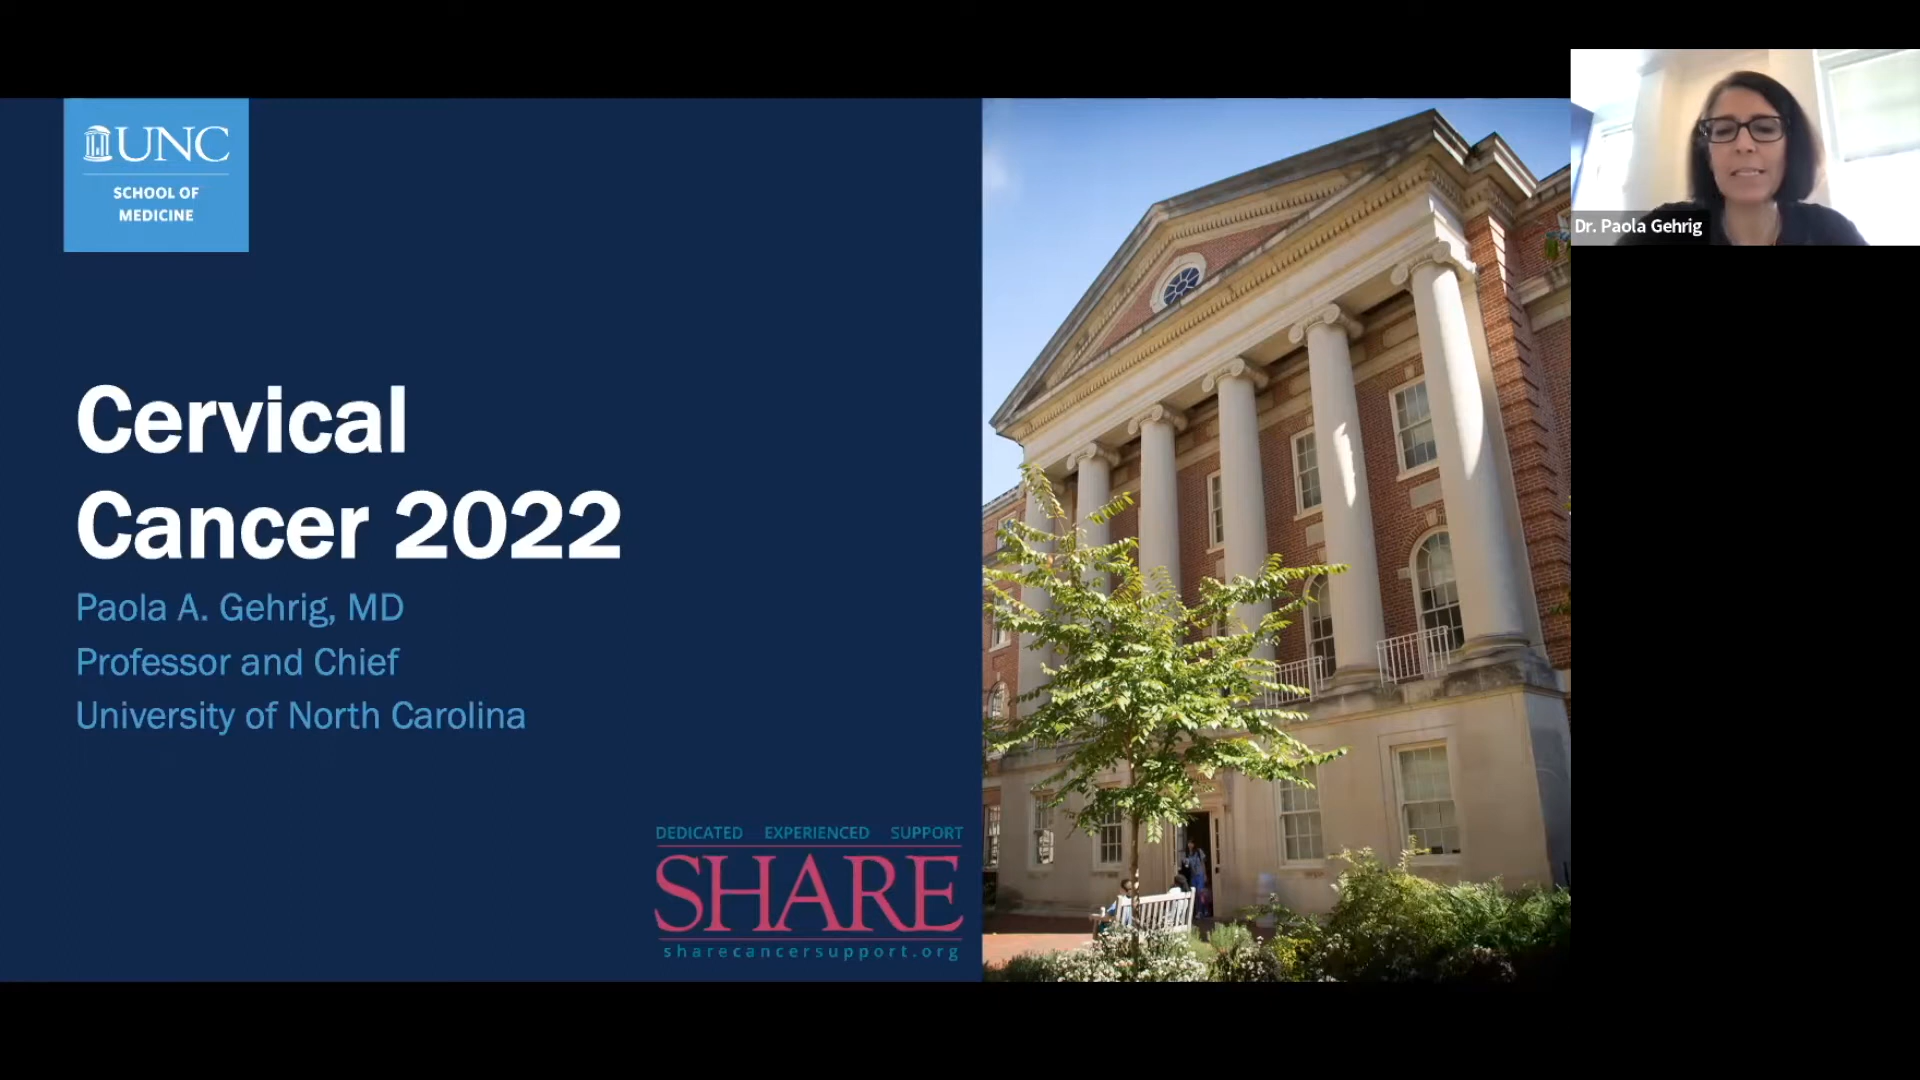 UNC
SCHOOL OF
MEDICINE
Dr. Paola Gehrig
Cervical
Cancer 2022
Paola A. Gehrig, MD
Professor and Chief
University of North Carolina
DEDICATED EXPERIENCED SUPPORT
SHARE
sharecancersupport.org